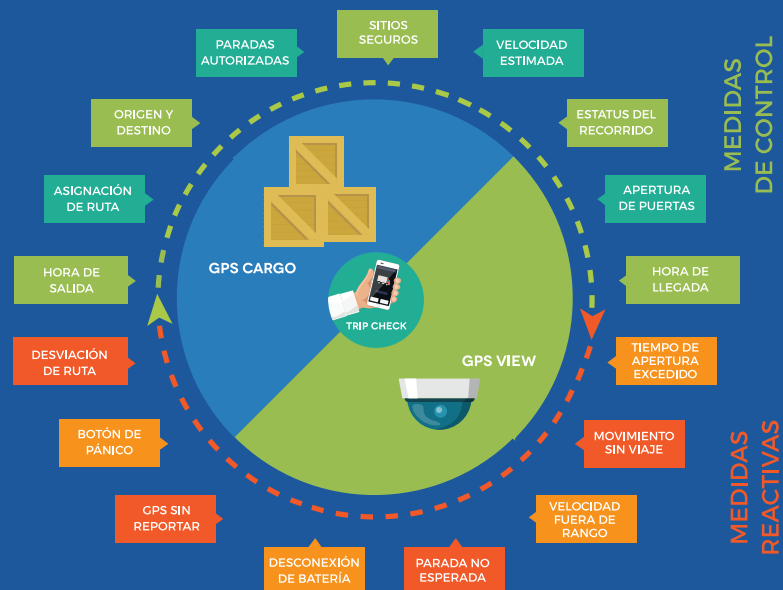 SITIOS
SEGUROS
PARADAS
AUTORIZADAS
VELOCIDAD
ESTIMADA
MEDIDAS
DE CONTROL
ORIGEN Y
DESTINO
ESTATUS DEL
RECORRIDO
ASIGNACIÓN
DE RUTA
APERTURA
DE PUERTAS
HORA DE
SALIDA
GPS CARGO
HORA DE
LLEGADA
TRIP CHECK
DESVIACIÓN
DE RUTA
GPS VIEW
TIEMPO DE
APERTURA
EXCEDIDO
BOTÓN DE
PÁNICO
MOVIMIENTO
SIN VIAJE
MEDIDAS
REACTIVAS
GPS SIN
REPORTAR
VELOCIDAD
FUERA DE
RANGO
DESCONEXIÓN
DE BATERÍA
PARADA NO
ESPERADA